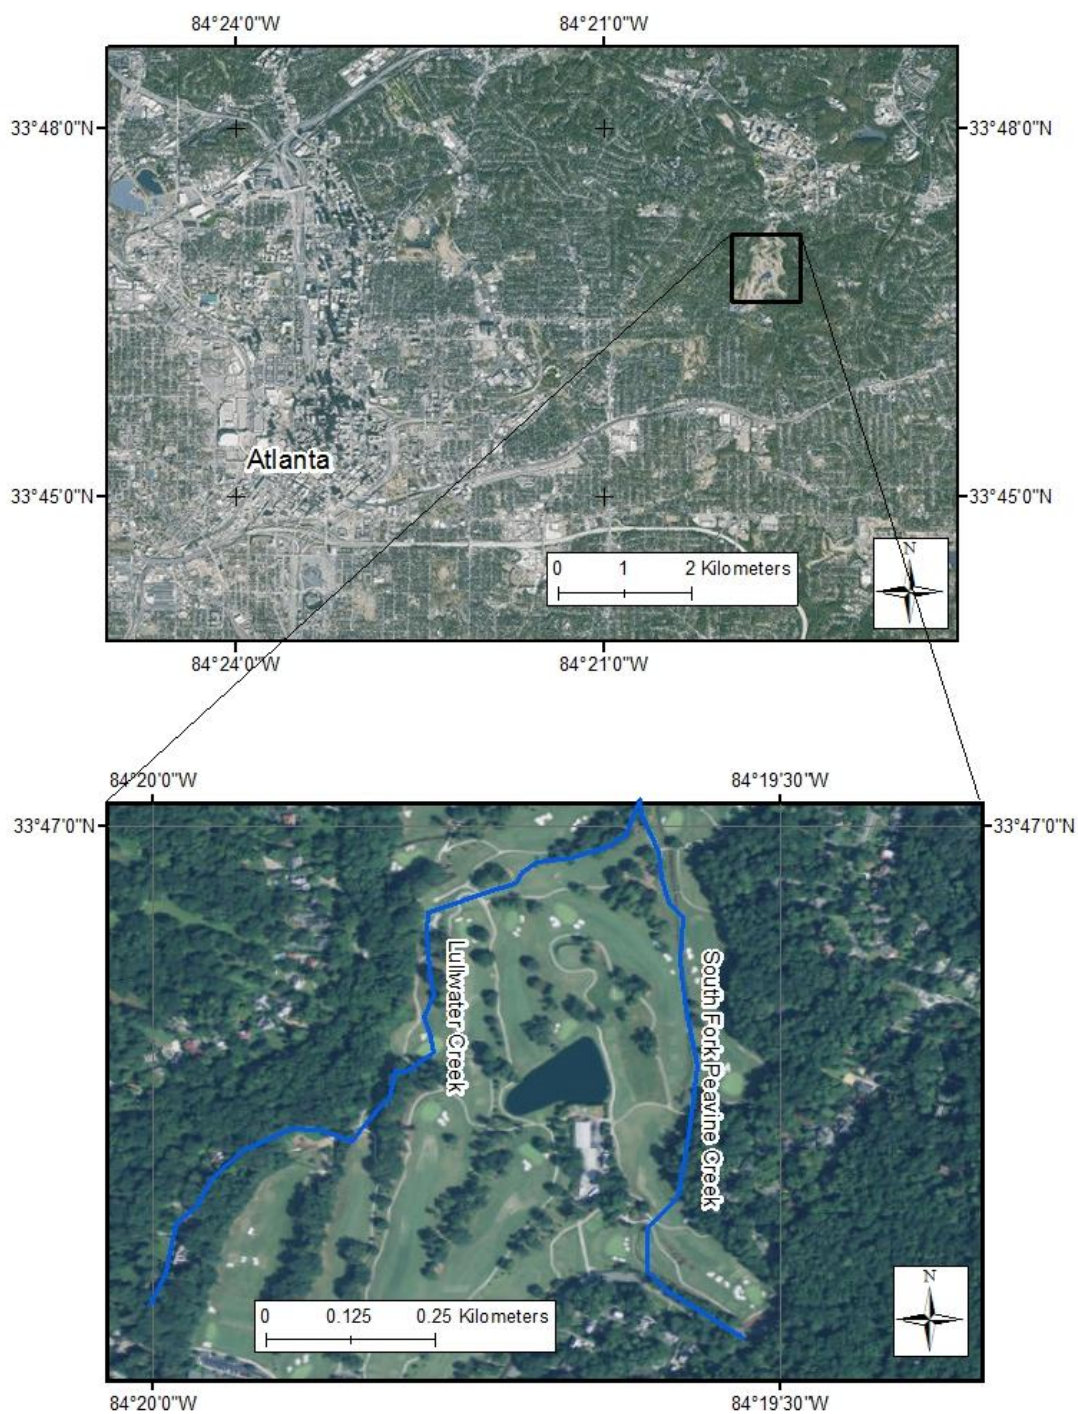 84°24'0"W
84°21'0"W
33°48'0"N
33°48'0"N
Atlanta
33°45'0"N
33°45'0"N
0 1 2 Kilometers
N
84°24'0"W
84°21'0"W
84°20'0"W
84°19'30"W
33°47'0"N
33°47'0"N
Lullwater Creek
South Fork Peavine Creek
0 0.125 0.25 Kilometers
N
84°20'0"W
84°19'30"W